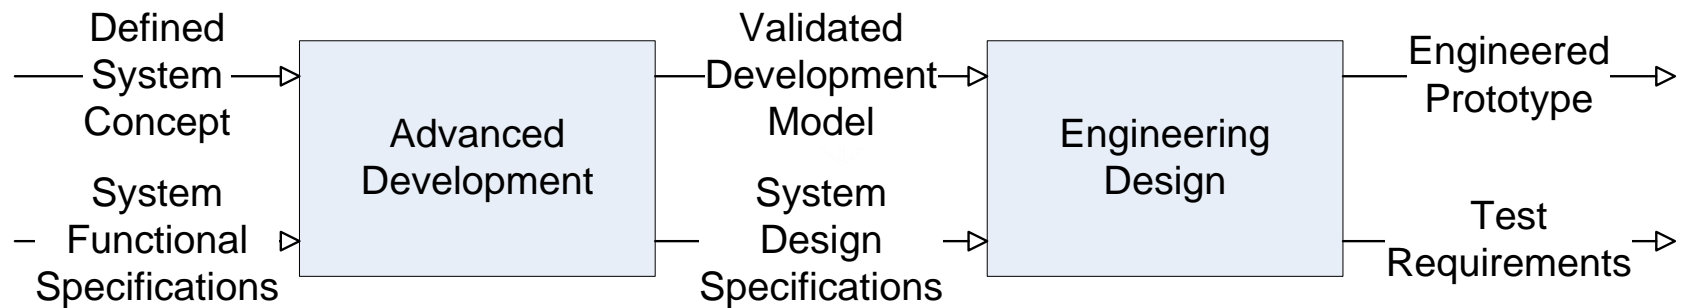 Defined
System
Concept
System
Functional
Specifications
Advanced
Development
Validated
Development
Model
System
Design
Specifications
Engineering
Design
Engineered
Prototype
Test
Requirements